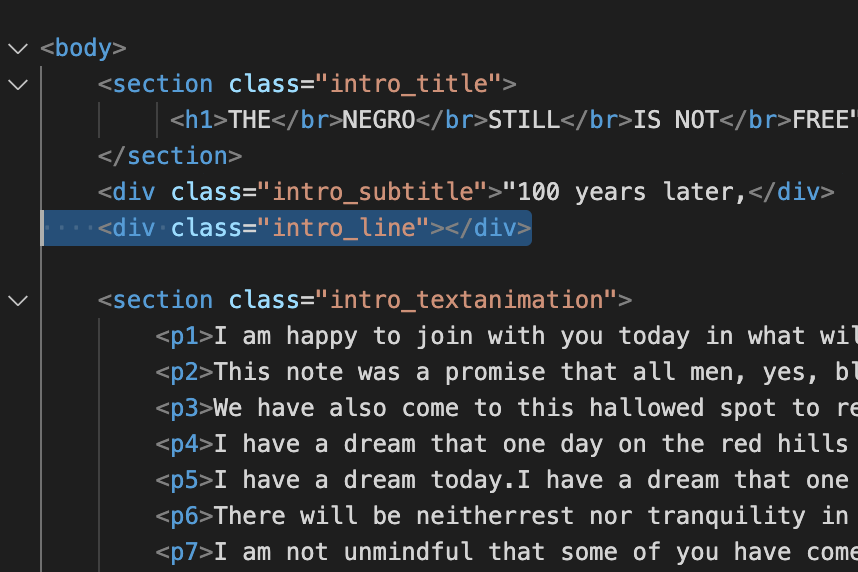 <body>
<section class="intro_title">
<h1>THE</br>NEGRO</br>STILL</br>IS NOT</br>FREE"
</section>
<div class="intro_subtitle">"100 years later,</div>
<div class="intro_line"></div>
<section class="intro_textanimation">
<p1>I am happy to join with you today in what wil
<p2>This note was a promise that all men, yes, bl
<p3>We have also come to this hallowed spot to re
<p4>I have a dream that one day on the red hills
<p5>I have a dream today.I have a dream that one
<p6>There will be neitherrest nor tranquility in
<p7>I am not unmindful that some of you have come